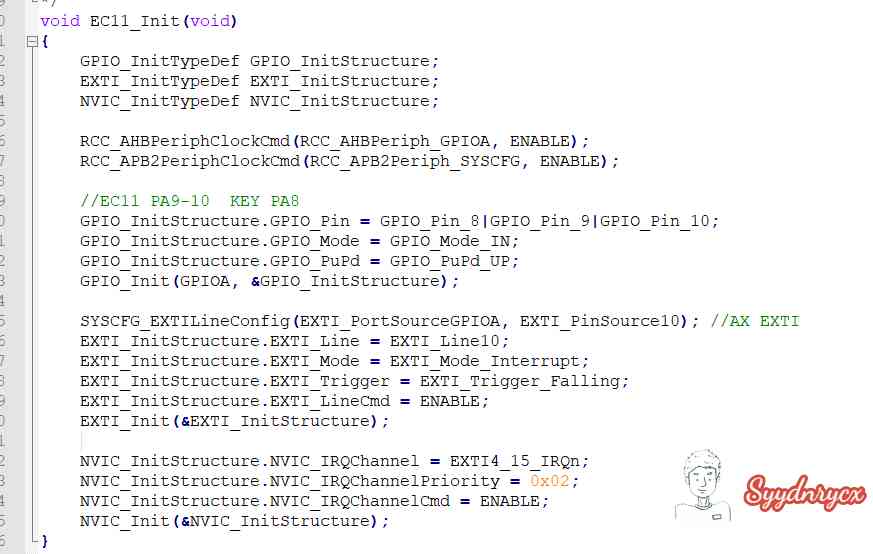 */
void EC11_Init(void)
{
GPIO_InitTypeDef GPIO_InitStructure;
EXTI_InitTypeDef EXTI_InitStructure;
NVIC_InitTypeDef NVIC_InitStructure;
RCC_AHBPeriphClockCmd(RCC_AHBPeriph_GPIOA, ENABLE);
RCC_APB2PeriphClockCmd(RCC_APB2Periph_SYSCFG, ENABLE);
//EC11 PA9-10  KEY PA8
GPIO_InitStructure.GPIO_Pin = GPIO_Pin_8|GPIO_Pin_9|GPIO_Pin_10;
GPIO_InitStructure.GPIO_Mode = GPIO_Mode_IN;
GPIO_InitStructure.GPIO_PuPd = GPIO_PuPd_UP;
GPIO_Init(GPIOA, &GPIO_InitStructure);
SYSCFG_EXTILineConfig(EXTI_PortSourceGPIOA, EXTI_PinSource10); //AX EXTI
EXTI_InitStructure.EXTI_Line = EXTI_Line10;
EXTI_InitStructure.EXTI_Mode = EXTI_Mode_Interrupt;
EXTI_InitStructure.EXTI_Trigger = EXTI_Trigger_Falling;
EXTI_InitStructure.EXTI_LineCmd = ENABLE;
EXTI_Init(&EXTI_InitStructure);
NVIC_InitStructure.NVIC_IRQChannel = EXTI4_15_IRQn;
NVIC_InitStructure.NVIC_IRQChannelPriority = 0x02;
NVIC_InitStructure.NVIC_IRQChannelCmd = ENABLE;
NVIC_Init(&NVIC_InitStructure);
}
Syydnrycx